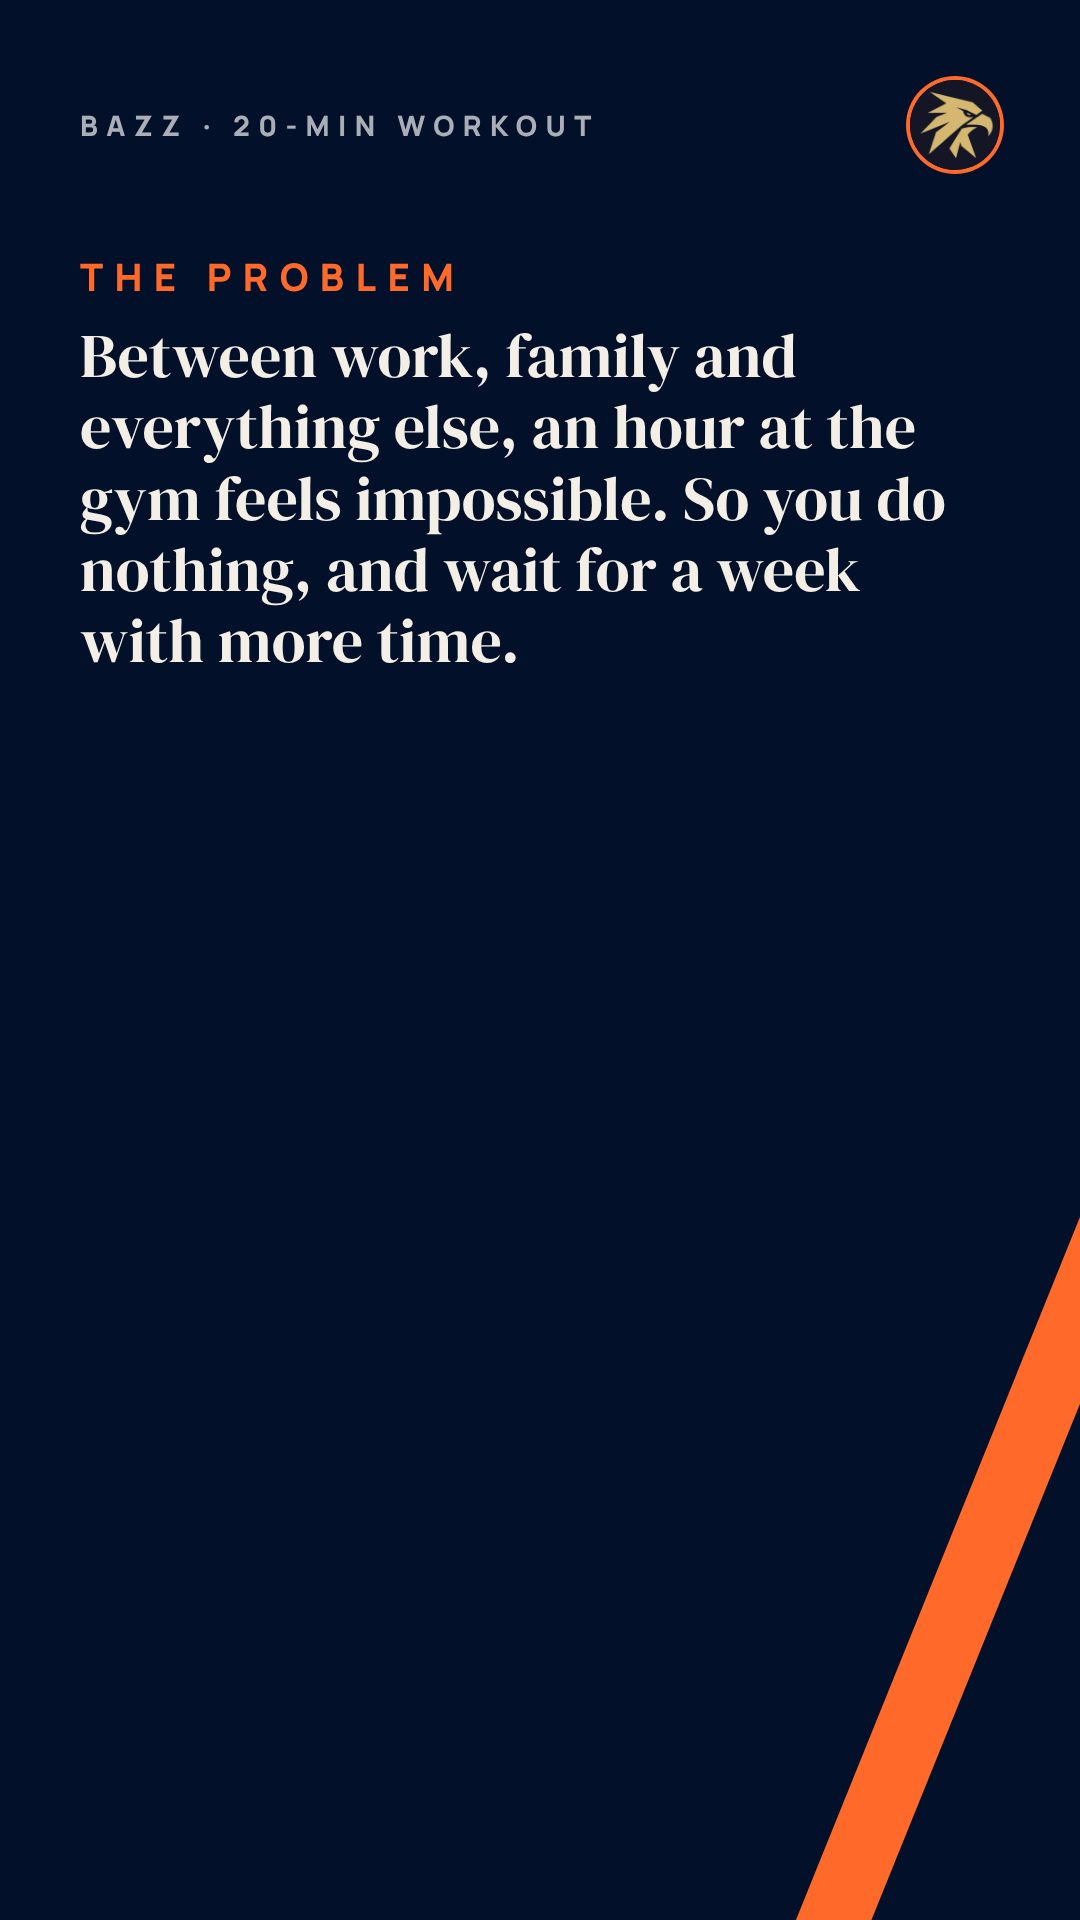 BAZZ · 20-MIN WORKOUT
THE PROBLEM
Between work, family and
everything else, an hour at the
gym feels impossible. So you do
nothing, and wait for a week
with more time.